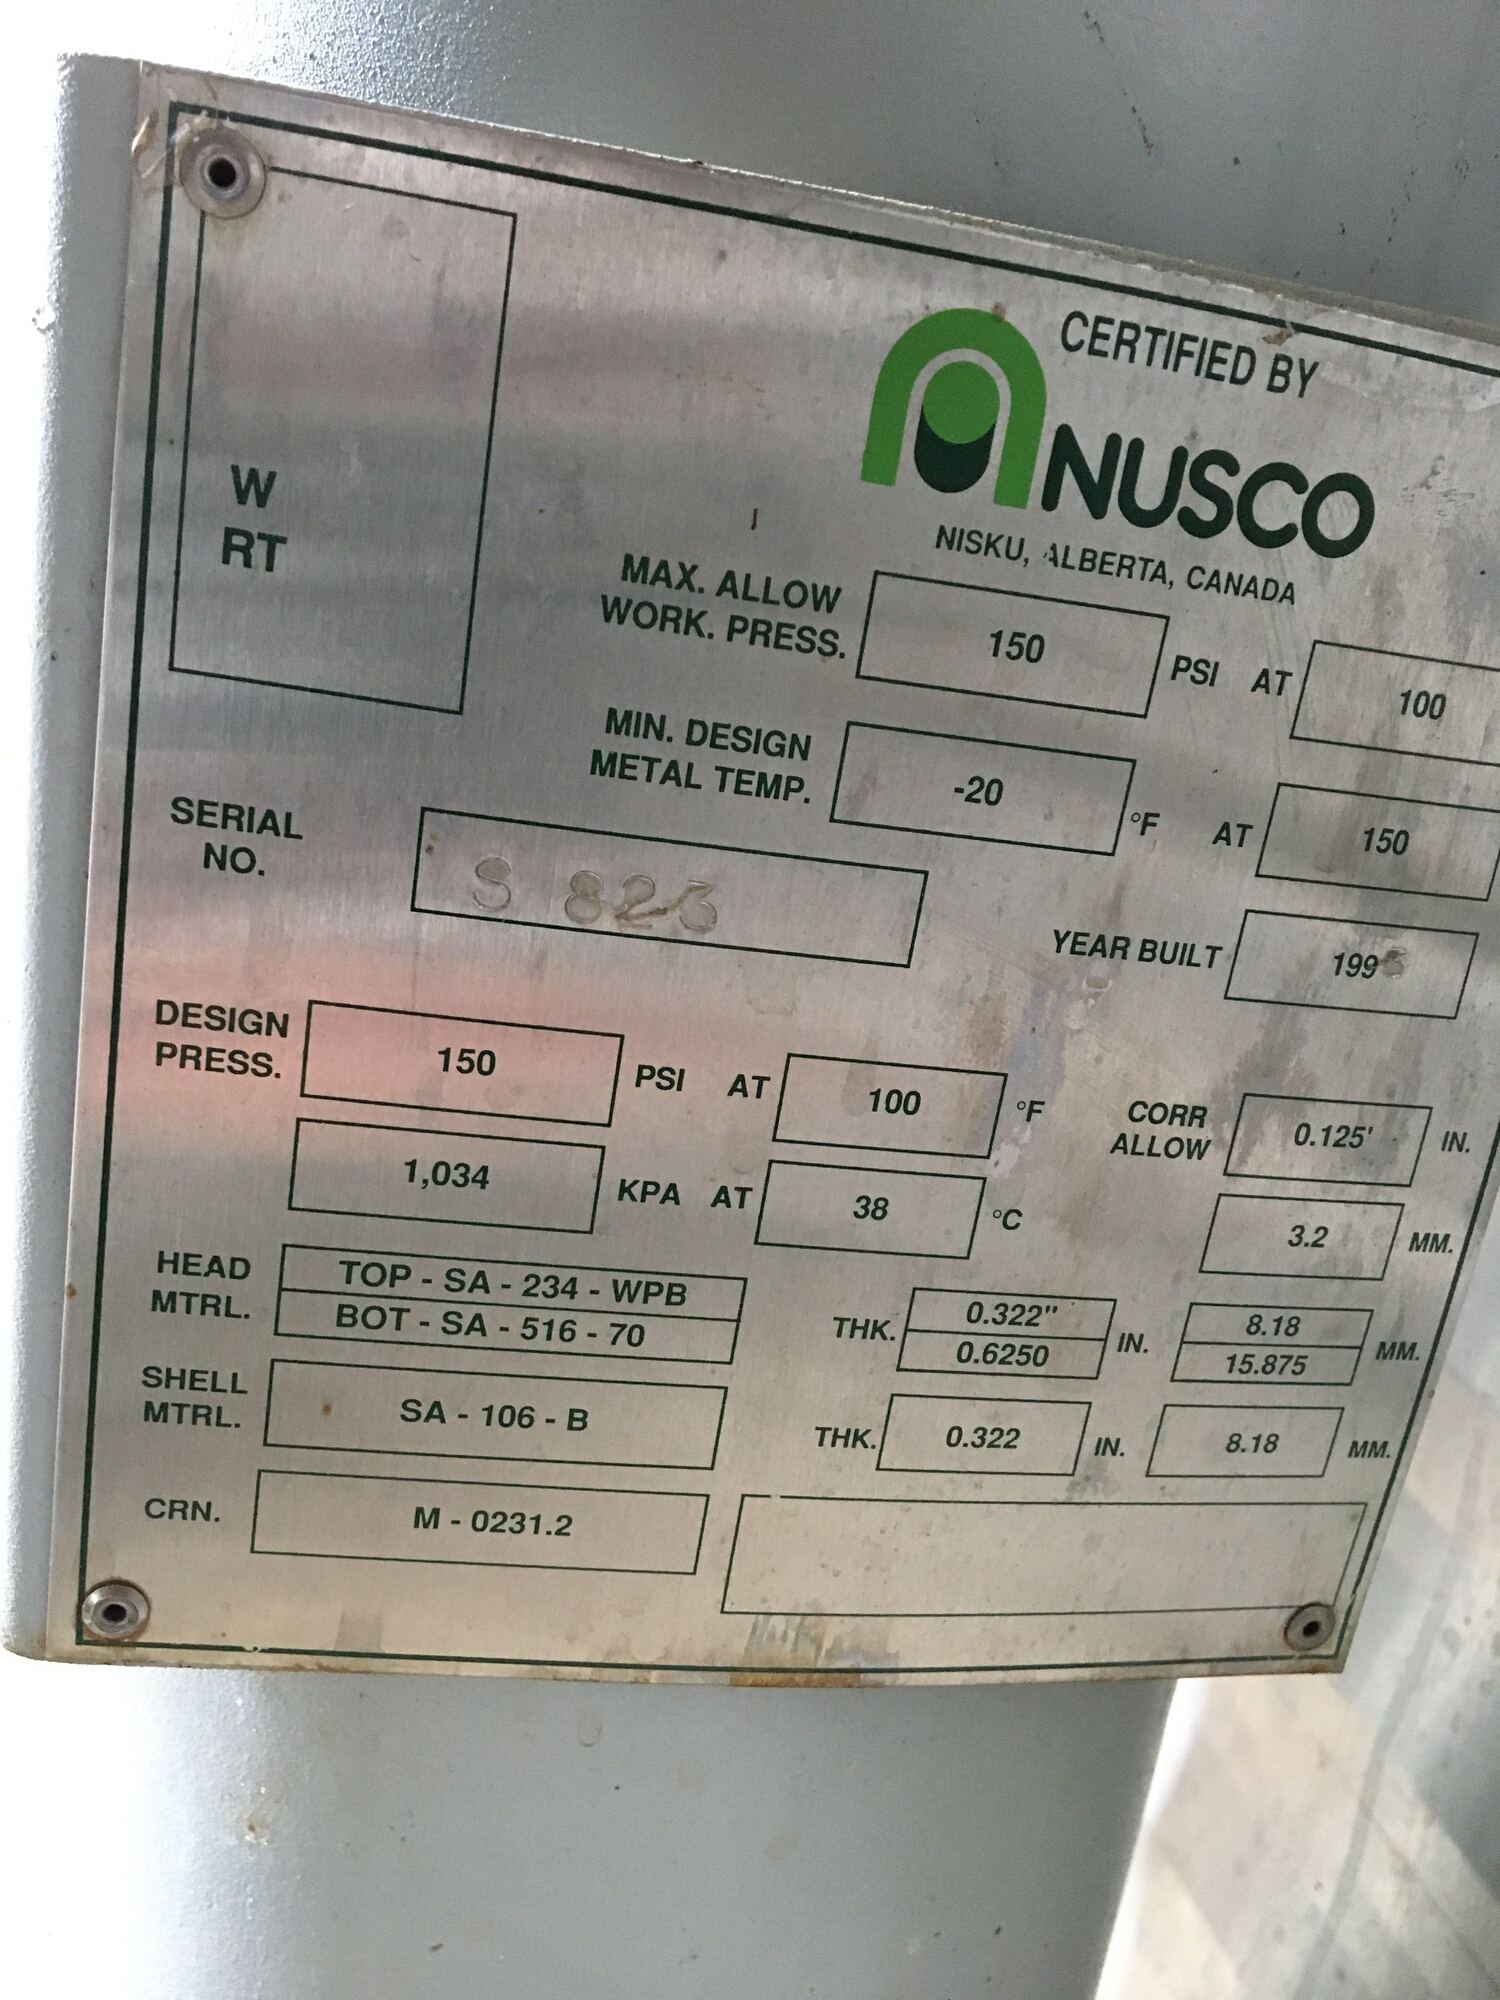 CERTIFIED BY
NUSCO
NISKU, ALBERTA, CANADA
W
RT
MAX. ALLOW
WORK. PRESS.
150
PSI AT
100
MIN. DESIGN
METAL TEMP.
-20
°F AT
150
SERIAL
NO.
S 823
YEAR BUILT
1995
DESIGN
PRESS.
150
PSI AT
100
°F
CORR
ALLOW
0.125'
IN.
1,034
KPA AT
38
°C
3.2
MM.
HEAD
MTRL.
TOP - SA - 234 - WPB
BOT - SA - 516 - 70
THK.
0.322"
0.6250
IN.
8.18
15.875
MM.
SHELL
MTRL.
SA - 106 - B
THK.
0.322
IN.
8.18
MM.
CRN.
M - 0231.2